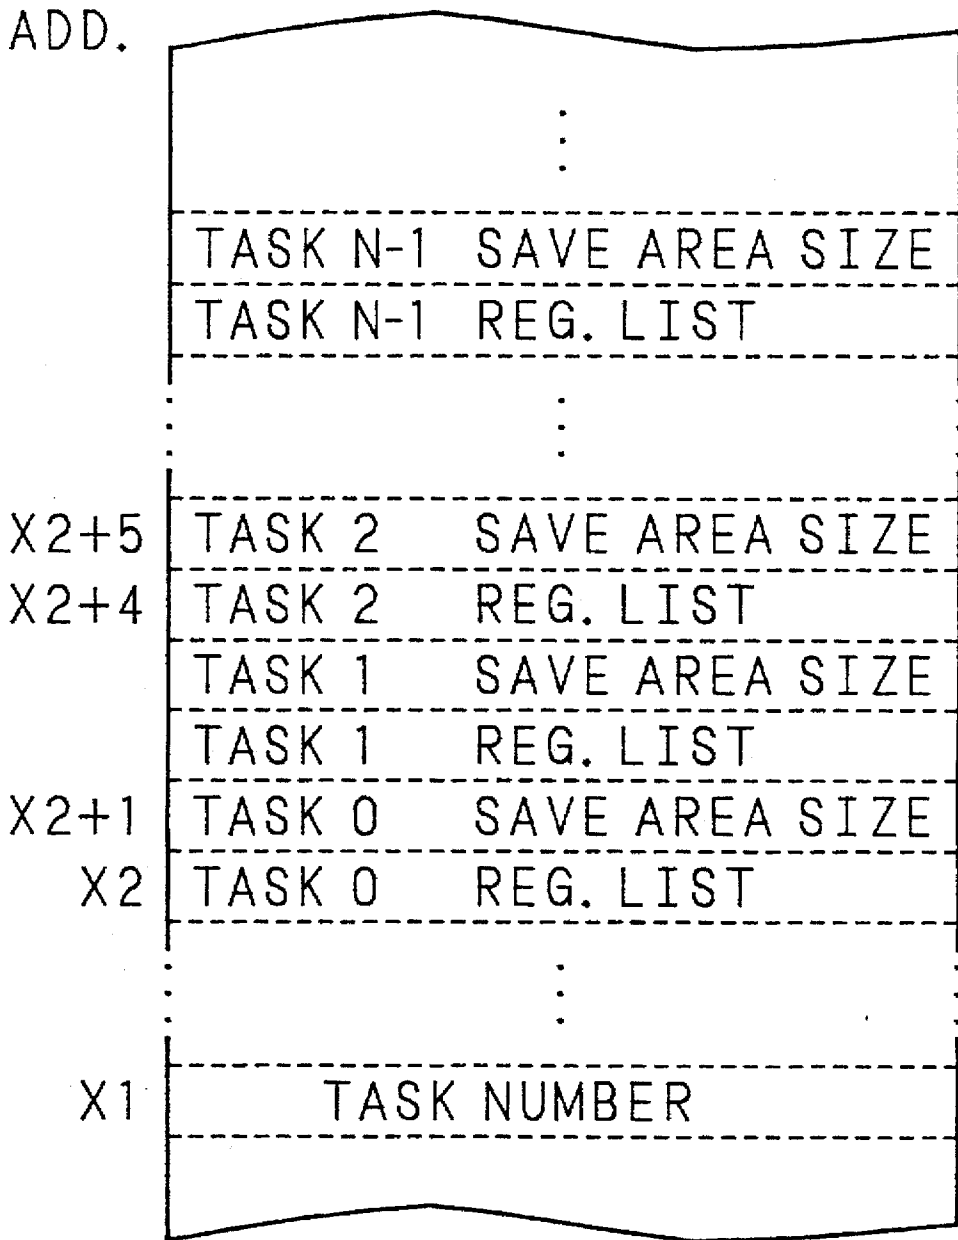 ADD.
TASK N-1 SAVE AREA SIZE
TASK N-1 REG. LIST
X2+5 TASK 2 SAVE AREA SIZE
X2+4 TASK 2 REG. LIST
TASK 1 SAVE AREA SIZE
TASK 1 REG. LIST
X2+1 TASK 0 SAVE AREA SIZE
X2 TASK 0 REG. LIST
X1 TASK NUMBER